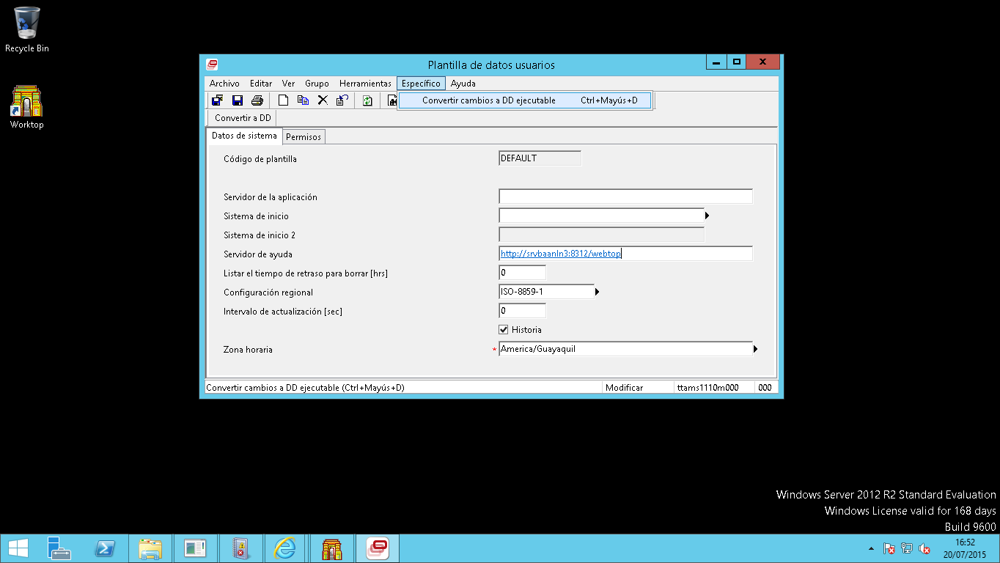 Recycle Bin
Worktop
Plantilla de datos usuarios
Archivo Editar Ver Grupo Herramientas Específico Ayuda
Convertir cambios a DD ejecutable Ctrl+Mayús+D
Convertir a DD
Datos de sistema Permisos
Código de plantilla DEFAULT
Servidor de la aplicación
Sistema de inicio
Sistema de inicio 2
Servidor de ayuda http://srvbaanln3:8312/webtop
Listar el tiempo de retraso para borrar [hrs] 0
Configuración regional ISO-8859-1
Intervalo de actualización [sec] 0
Historia
Zona horaria * America/Guayaquil
Convertir cambios a DD ejecutable (Ctrl+Mayús+D) Modificar ttams1110m000 000
Windows Server 2012 R2 Standard Evaluation
Windows License valid for 168 days
Build 9600
16:52
20/07/2015